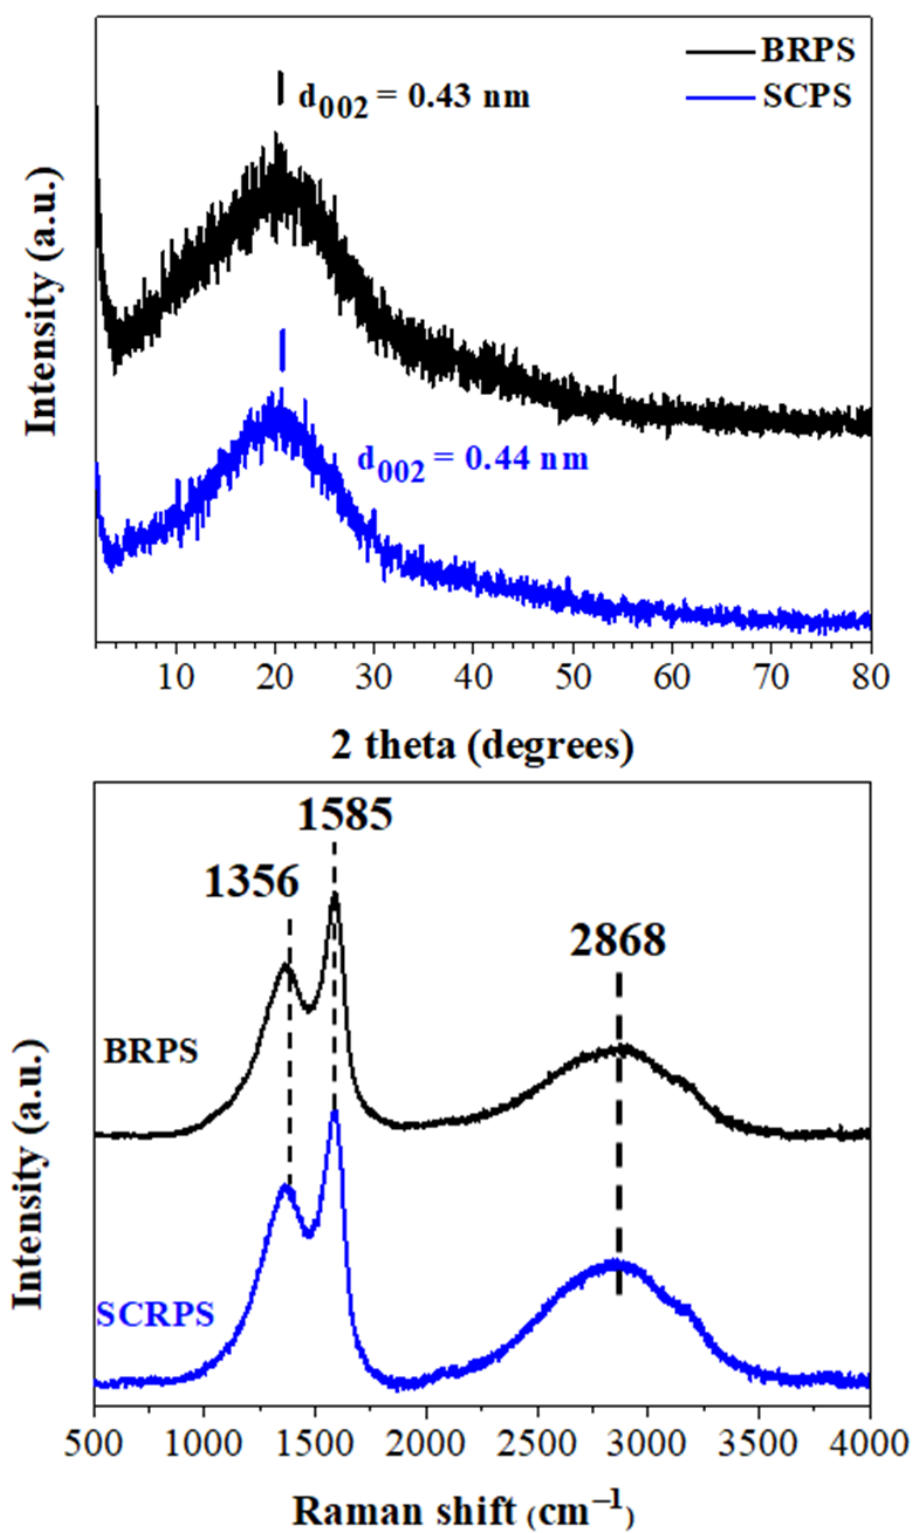 BRPS
SCPS
d002 = 0.43 nm
d002 = 0.44 nm
Intensity (a.u.)
10 20 30 40 50 60 70 80
2 theta (degrees)
1585
1356
2868
BRPS
SCRPS
Intensity (a.u.)
500 1000 1500 2000 2500 3000 3500 4000
Raman shift (cm⁻¹)